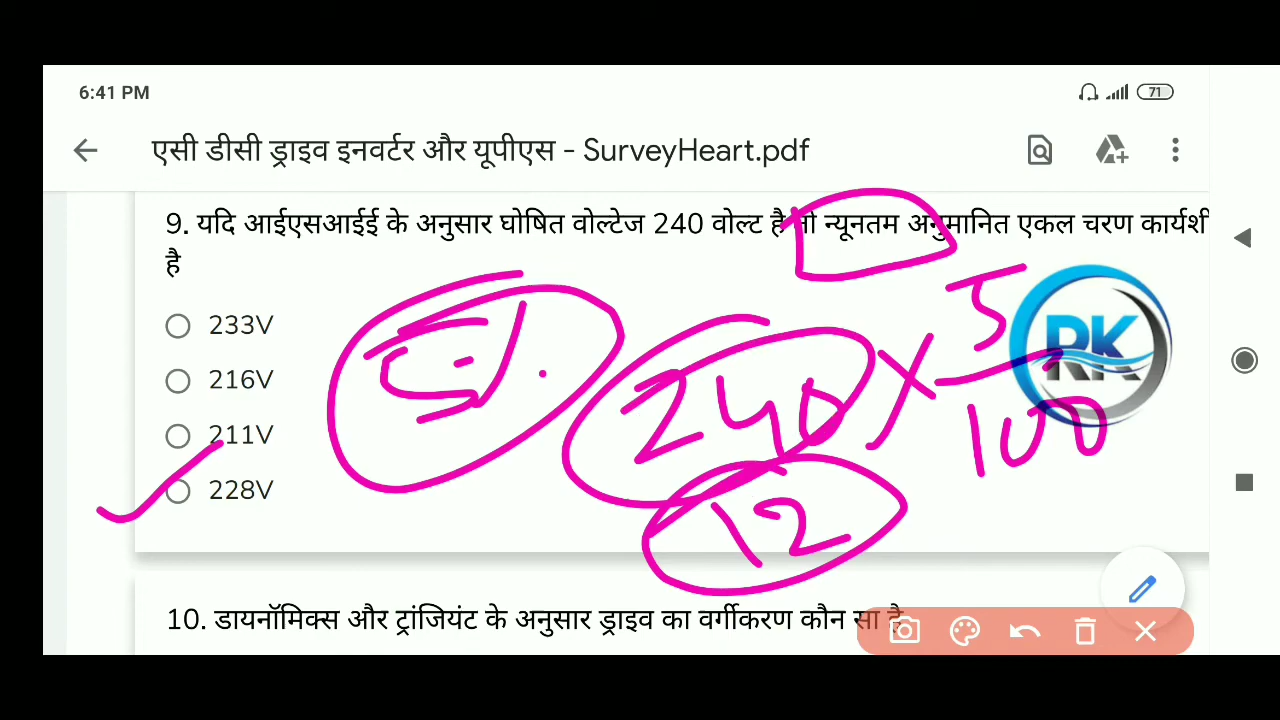 6:41 PM
71
एसी डीसी ड्राइव इनवर्टर और यूपीएस - SurveyHeart.pdf
9. यदि आईएसआईई के अनुसार घोषित वोल्टेज 240 वोल्ट है तो न्यूनतम अनुमानित एकल चरण कार्यशी
है
233V
216V
211V
228V
5
240 X
100
12
RK
10. डायनॉमिक्स और ट्रांजियंट के अनुसार ड्राइव का वर्गीकरण कौन सा है